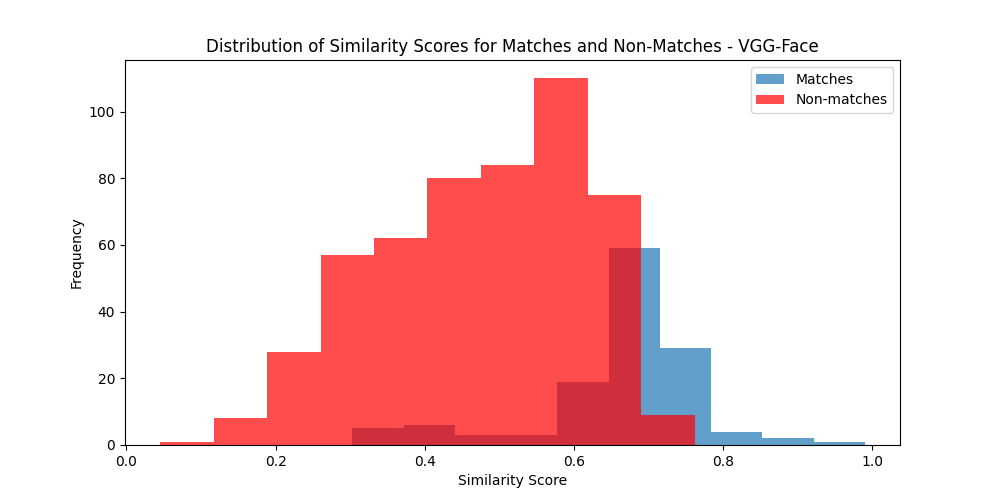 Distribution of Similarity Scores for Matches and Non-Matches - VGG-Face
Matches
Non-matches
100
80
60
40
20
0
Frequency
0.0 0.2 0.4 0.6 0.8 1.0
Similarity Score